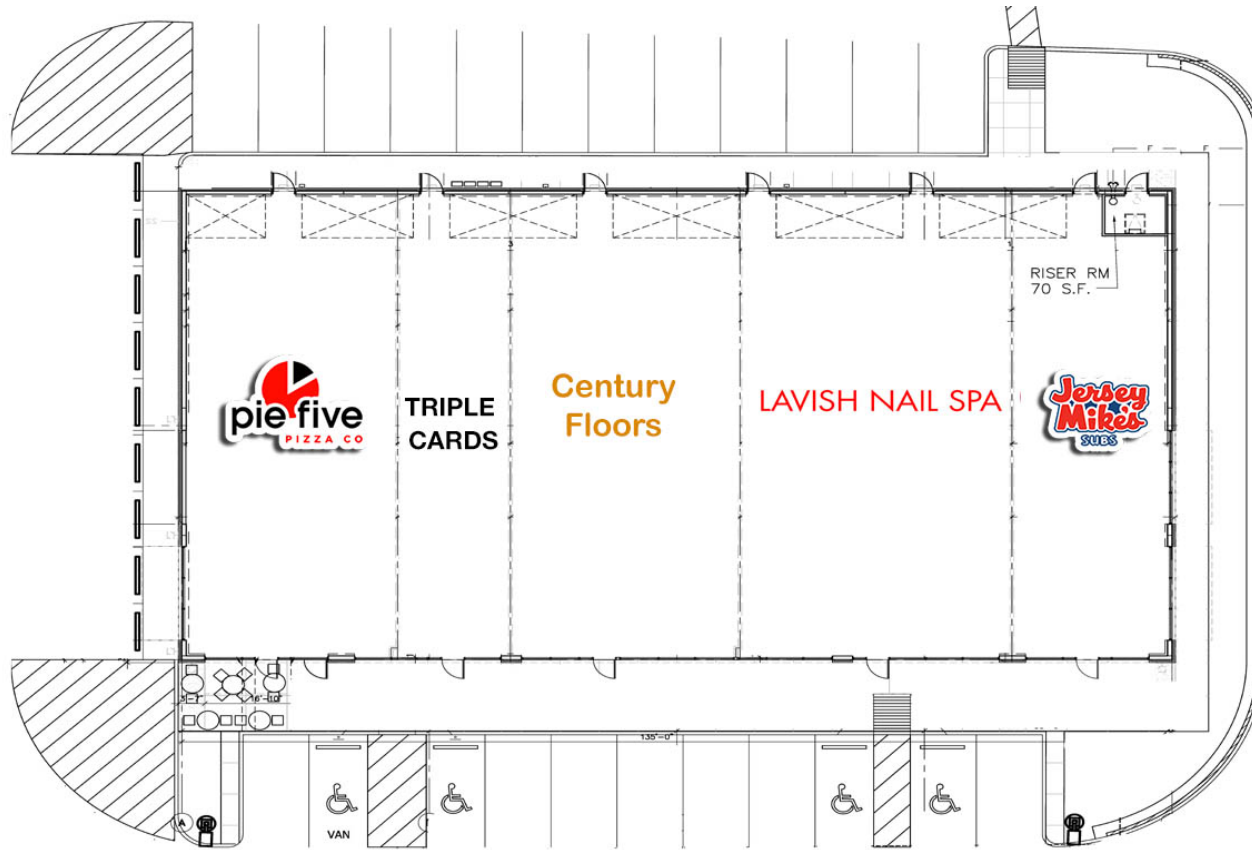 RISER RM
70 S.F.
pie five
PIZZA CO
TRIPLE
CARDS
Century
Floors
LAVISH NAIL SPA
Jersey
Mike's
SUBS
16'-10"
135'-0"
A
VAN